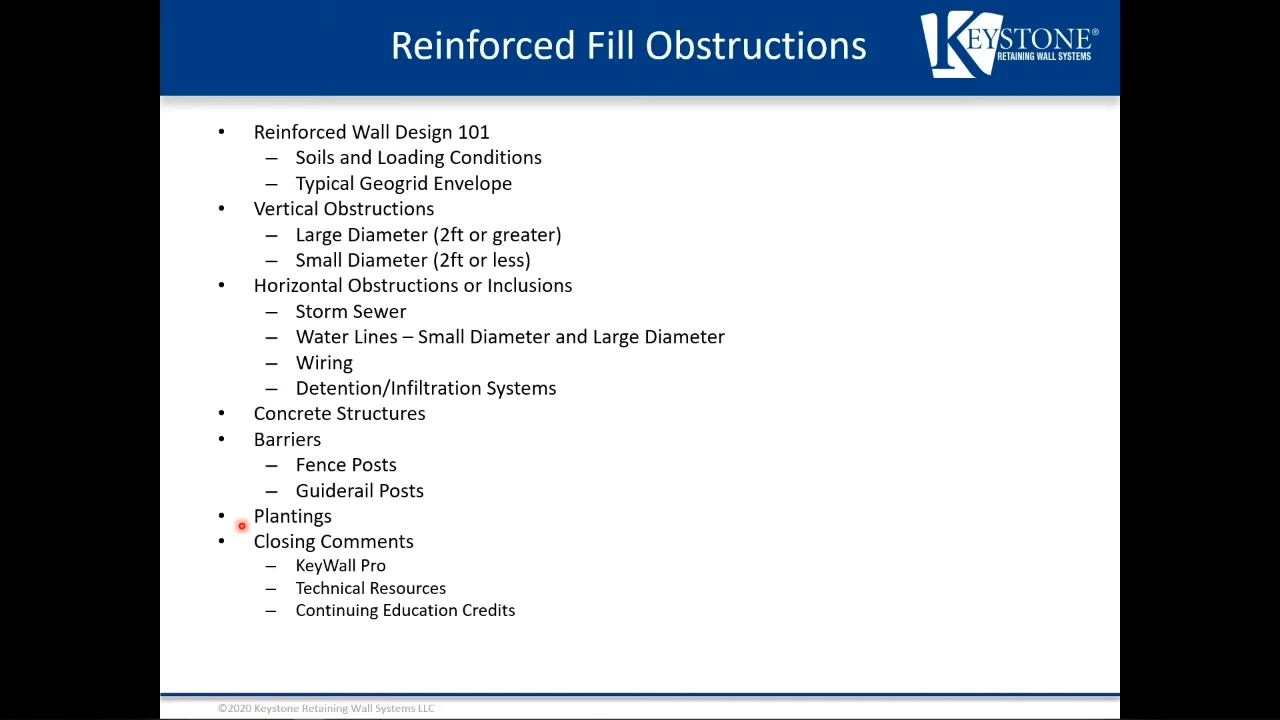 Reinforced Fill Obstructions
KEYSTONE®
RETAINING WALL SYSTEMS
• Reinforced Wall Design 101
– Soils and Loading Conditions
– Typical Geogrid Envelope
• Vertical Obstructions
– Large Diameter (2ft or greater)
– Small Diameter (2ft or less)
• Horizontal Obstructions or Inclusions
– Storm Sewer
– Water Lines – Small Diameter and Large Diameter
– Wiring
– Detention/Infiltration Systems
• Concrete Structures
• Barriers
– Fence Posts
– Guiderail Posts
• Plantings
• Closing Comments
– KeyWall Pro
– Technical Resources
– Continuing Education Credits
©2020 Keystone Retaining Wall Systems LLC